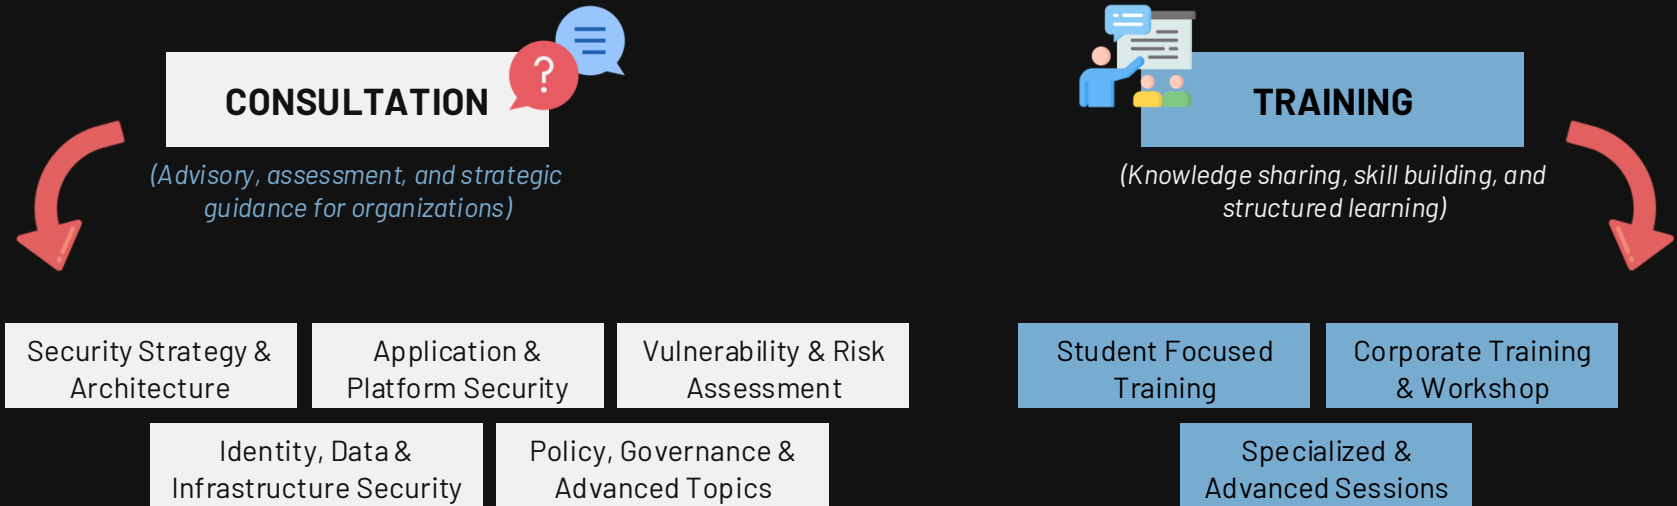 CONSULTATION
?
(Advisory, assessment, and strategic
guidance for organizations)
Security Strategy &
Architecture
Application &
Platform Security
Vulnerability & Risk
Assessment
Identity, Data &
Infrastructure Security
Policy, Governance &
Advanced Topics
TRAINING
(Knowledge sharing, skill building, and
structured learning)
Student Focused
Training
Corporate Training
& Workshop
Specialized &
Advanced Sessions